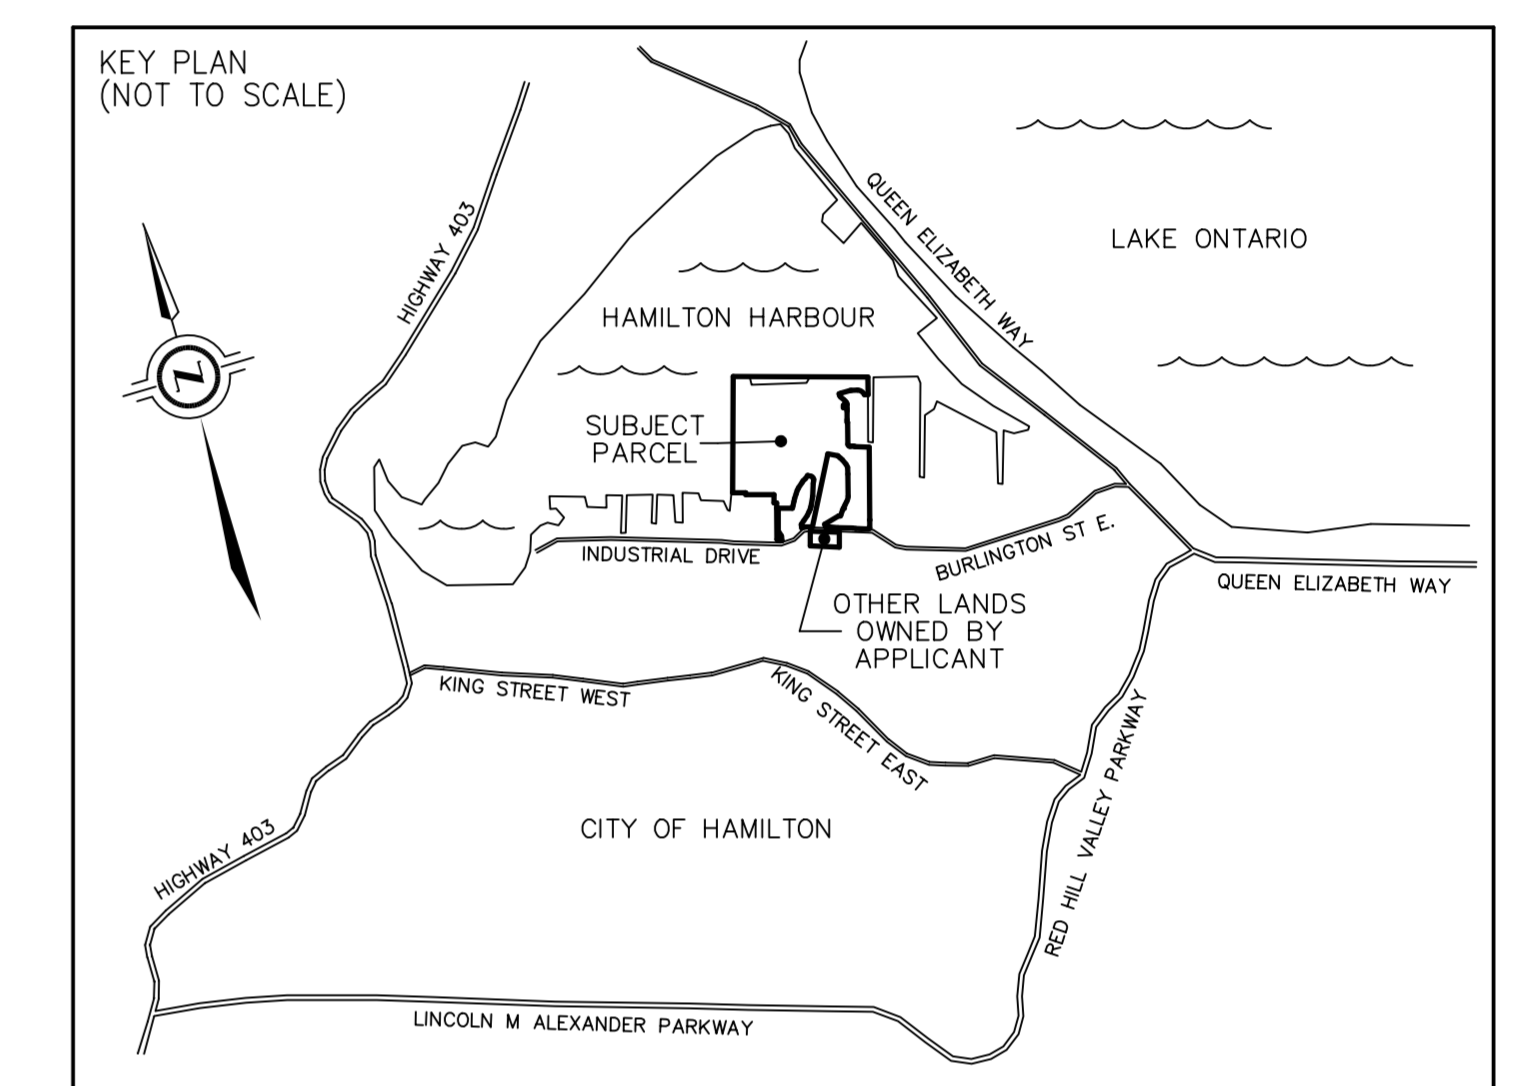 KEY PLAN
(NOT TO SCALE)
HIGHWAY 403
QUEEN ELIZABETH WAY
LAKE ONTARIO
HAMILTON HARBOUR
N
SUBJECT
PARCEL
INDUSTRIAL DRIVE
BURLINGTON ST E.
QUEEN ELIZABETH WAY
OTHER LANDS
OWNED BY
APPLICANT
KING STREET WEST
KING STREET EAST
RED HILL VALLEY PARKWAY
CITY OF HAMILTON
HIGHWAY 403
LINCOLN M ALEXANDER PARKWAY